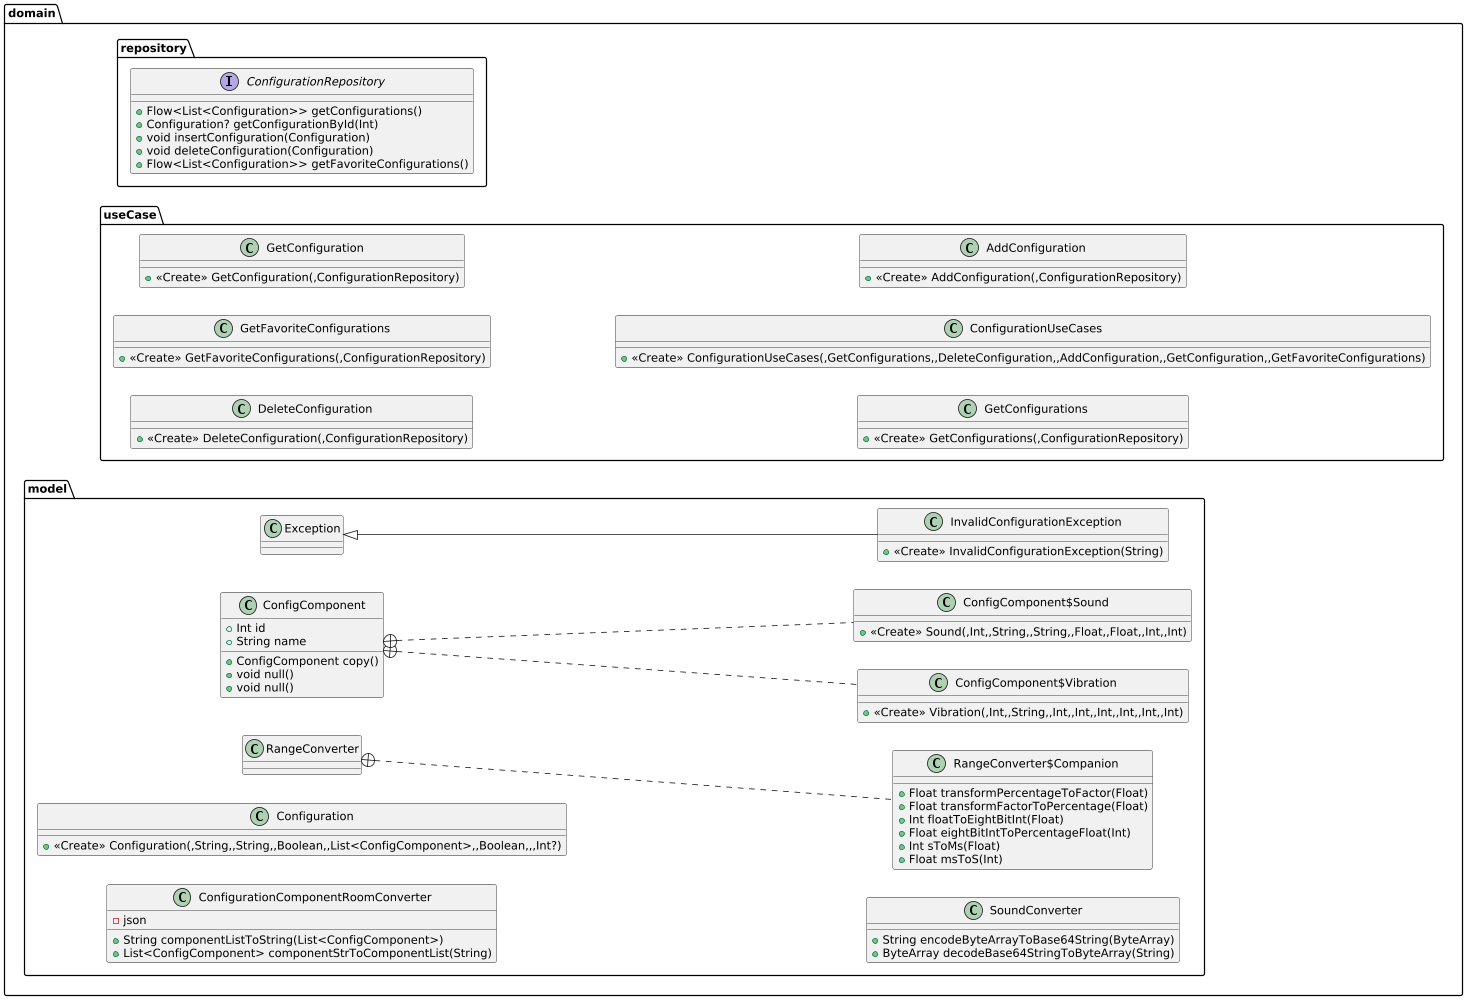 domain
repository
I ConfigurationRepository
Flow<List<Configuration>> getConfigurations()
Configuration? getConfigurationById(Int)
void insertConfiguration(Configuration)
void deleteConfiguration(Configuration)
Flow<List<Configuration>> getFavoriteConfigurations()
useCase
C GetConfiguration
«Create» GetConfiguration(,ConfigurationRepository)
C AddConfiguration
«Create» AddConfiguration(,ConfigurationRepository)
C GetFavoriteConfigurations
«Create» GetFavoriteConfigurations(,ConfigurationRepository)
C ConfigurationUseCases
«Create» ConfigurationUseCases(,GetConfigurations,,DeleteConfiguration,,AddConfiguration,,GetConfiguration,,GetFavoriteConfigurations)
C DeleteConfiguration
«Create» DeleteConfiguration(,ConfigurationRepository)
C GetConfigurations
«Create» GetConfigurations(,ConfigurationRepository)
model
C Exception
C InvalidConfigurationException
«Create» InvalidConfigurationException(String)
C ConfigComponent
Int id
String name
ConfigComponent copy()
void null()
void null()
C ConfigComponent$Sound
«Create» Sound(,Int,,String,,String,,Float,,Float,,Int,,Int)
C ConfigComponent$Vibration
«Create» Vibration(,Int,,String,,Int,,Int,,Int,,Int,,Int,,Int)
C RangeConverter
C RangeConverter$Companion
Float transformPercentageToFactor(Float)
Float transformFactorToPercentage(Float)
Int floatToEightBitInt(Float)
Float eightBitIntToPercentageFloat(Int)
Int sToMs(Float)
Float msToS(Int)
C Configuration
«Create» Configuration(,String,,String,,Boolean,,List<ConfigComponent>,,Boolean,,,Int?)
C ConfigurationComponentRoomConverter
json
String componentListToString(List<ConfigComponent>)
List<ConfigComponent> componentStrToComponentList(String)
C SoundConverter
String encodeByteArrayToBase64String(ByteArray)
ByteArray decodeBase64StringToByteArray(String)